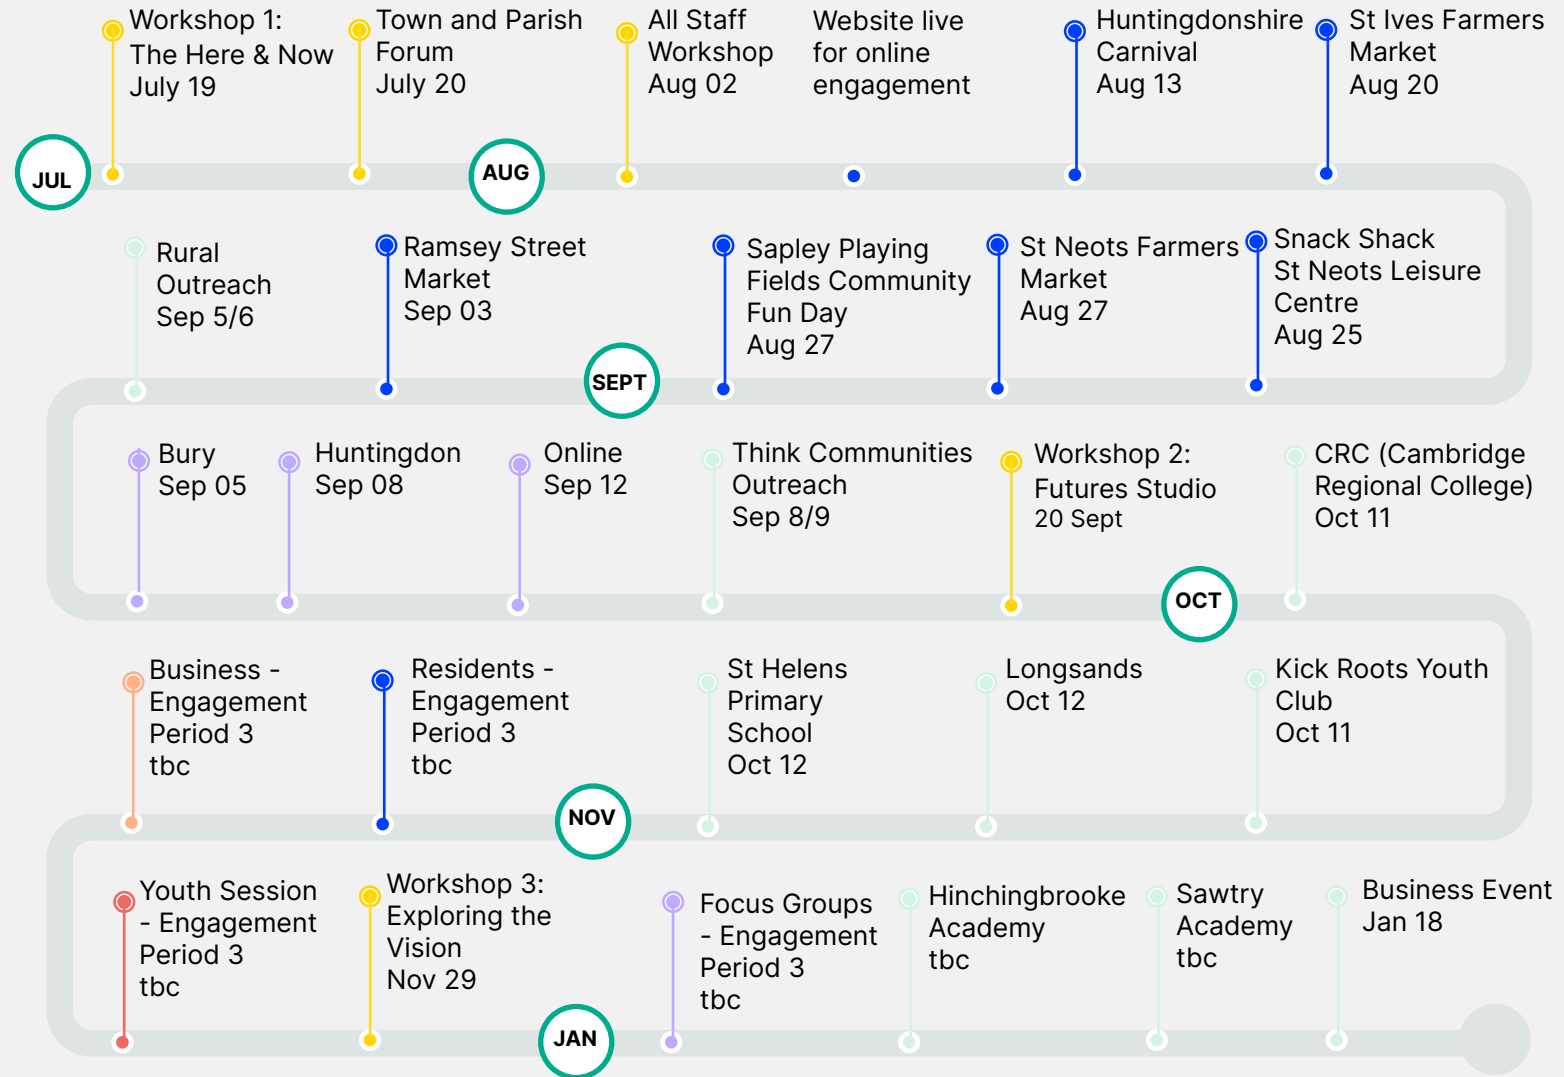 Workshop 1:
The Here & Now
July 19
Town and Parish
Forum
July 20
All Staff
Workshop
Aug 02
Website live
for online
engagement
Huntingdonshire
Carnival
Aug 13
St Ives Farmers
Market
Aug 20
JUL
AUG
Rural
Outreach
Sep 5/6
Ramsey Street
Market
Sep 03
Sapley Playing
Fields Community
Fun Day
Aug 27
St Neots Farmers
Market
Aug 27
Snack Shack
St Neots Leisure
Centre
Aug 25
SEPT
Bury
Sep 05
Huntingdon
Sep 08
Online
Sep 12
Think Communities
Outreach
Sep 8/9
Workshop 2:
Futures Studio
20 Sept
CRC (Cambridge
Regional College)
Oct 11
OCT
Business -
Engagement
Period 3
tbc
Residents -
Engagement
Period 3
tbc
St Helens
Primary
School
Oct 12
Longsands
Oct 12
Kick Roots Youth
Club
Oct 11
NOV
Youth Session
- Engagement
Period 3
tbc
Workshop 3:
Exploring the
Vision
Nov 29
Focus Groups
- Engagement
Period 3
tbc
Hinchingbrooke
Academy
tbc
Sawtry
Academy
tbc
Business Event
Jan 18
JAN